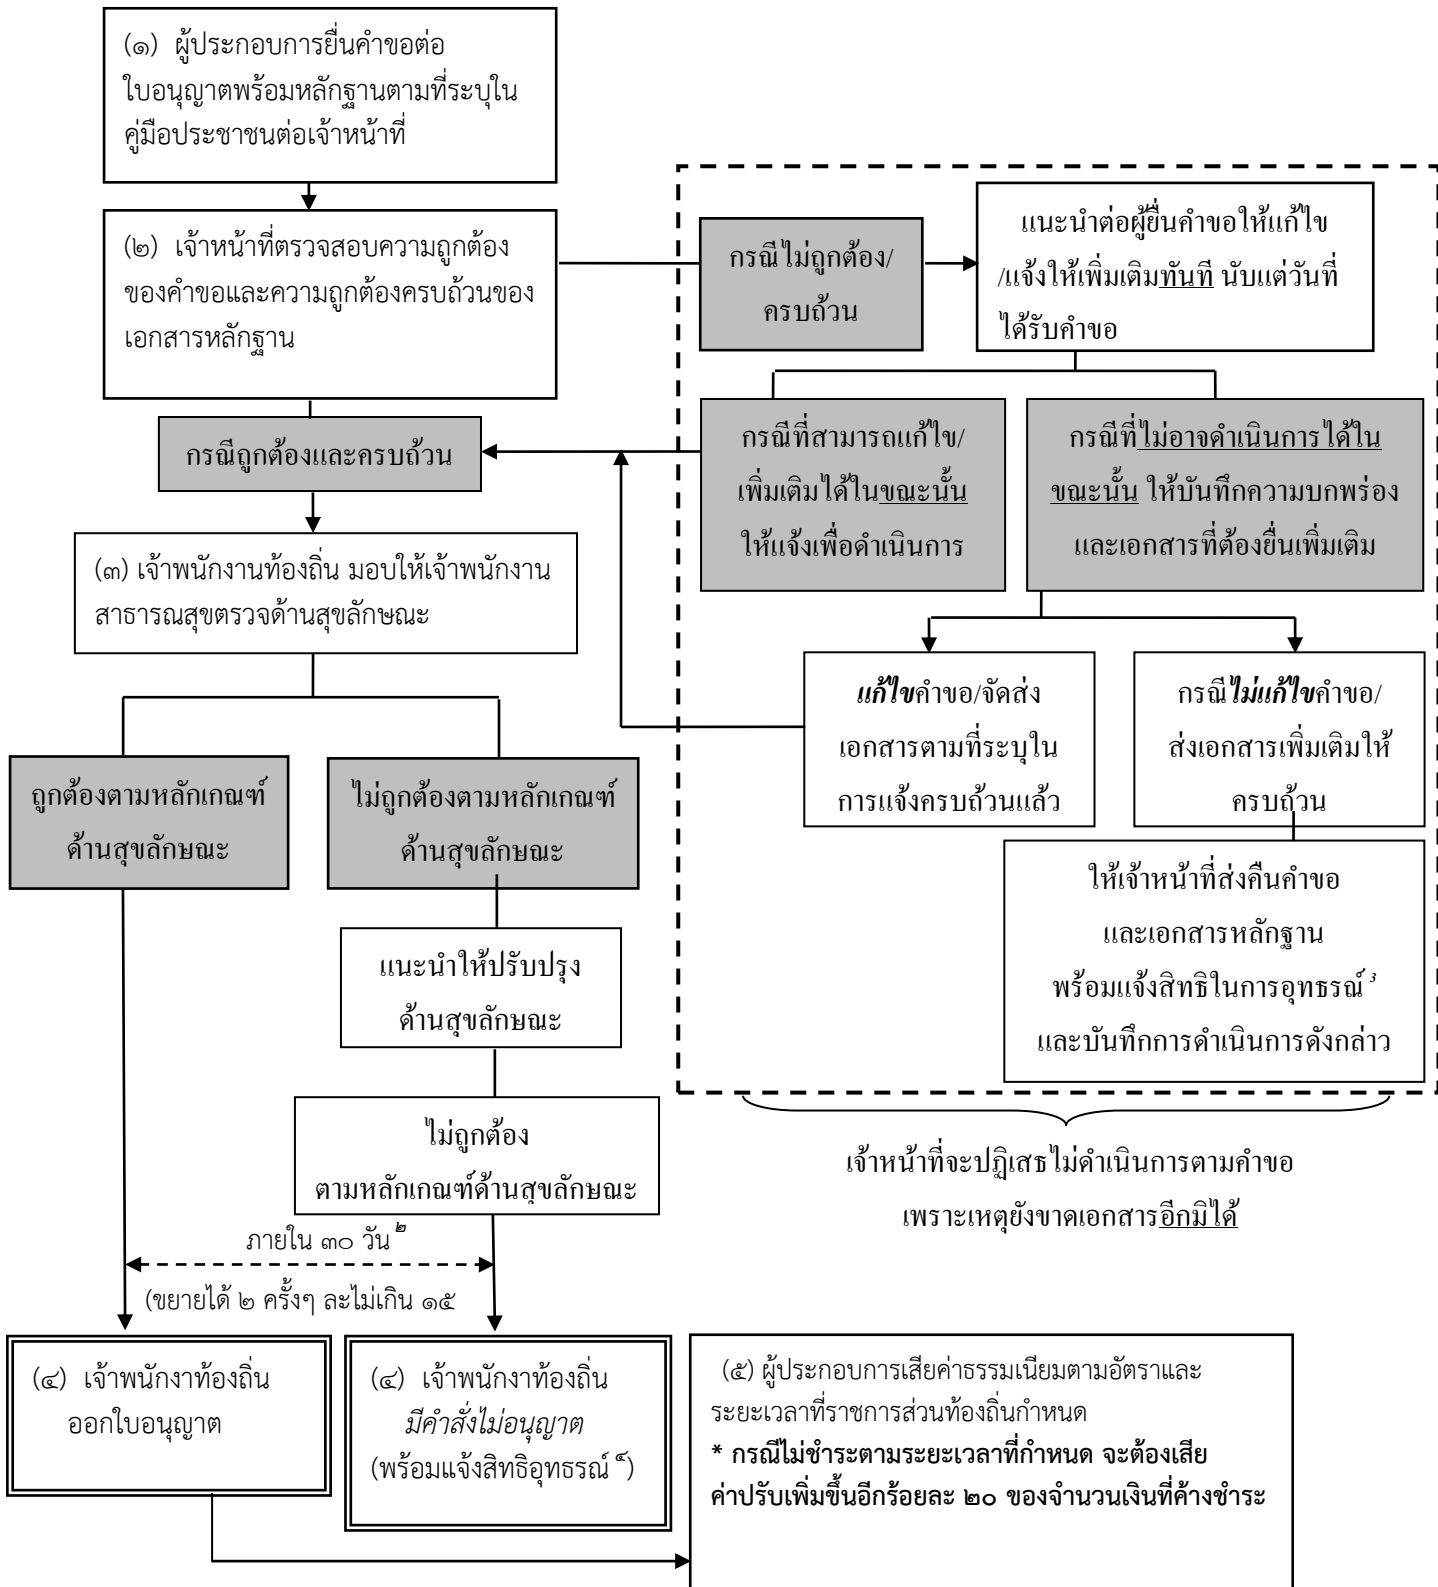 (๑) ผู้ประกอบการยื่นคำขอต่อ
ใบอนุญาตพร้อมหลักฐานตามที่ระบุใน
คู่มือประชาชนต่อเจ้าหน้าที่
(๒) เจ้าหน้าที่ตรวจสอบความถูกต้อง
ของคำขอและความถูกต้องครบถ้วนของ
เอกสารหลักฐาน
กรณีไม่ถูกต้อง/
ครบถ้วน
แนะนำต่อผู้ยื่นคำขอให้แก้ไข
/แจ้งให้เพิ่มเติมทันที นับแต่วันที่
ได้รับคำขอ
กรณีถูกต้องและครบถ้วน
กรณีที่สามารถแก้ไข/
เพิ่มเติมได้ในขณะนั้น
ให้แจ้งเพื่อดำเนินการ
กรณีที่ไม่อาจดำเนินการได้ใน
ขณะนั้น ให้บันทึกความบกพร่อง
และเอกสารที่ต้องยื่นเพิ่มเติม
(๓) เจ้าพนักงานท้องถิ่น มอบให้เจ้าพนักงาน
สาธารณสุขตรวจด้านสุขลักษณะ
แก้ไขคำขอ/จัดส่ง
เอกสารตามที่ระบุใน
การแจ้งครบถ้วนแล้ว
กรณีไม่แก้ไขคำขอ/
ส่งเอกสารเพิ่มเติมให้
ครบถ้วน
ถูกต้องตามหลักเกณฑ์
ด้านสุขลักษณะ
ไม่ถูกต้องตามหลักเกณฑ์
ด้านสุขลักษณะ
ให้เจ้าหน้าที่ส่งคืนคำขอ
และเอกสารหลักฐาน
พร้อมแจ้งสิทธิในการอุทธรณ์ ³
และบันทึกการดำเนินการดังกล่าว
แนะนำให้ปรับปรุง
ด้านสุขลักษณะ
ไม่ถูกต้อง
ตามหลักเกณฑ์ด้านสุขลักษณะ
เจ้าหน้าที่จะปฏิเสธไม่ดำเนินการตามคำขอ
เพราะเหตุยังขาดเอกสารอีกมิได้
ภายใน ๓๐ วัน ๒
(ขยายได้ ๒ ครั้งๆ ละไม่เกิน ๑๕
(๔) เจ้าพนักงาท้องถิ่น
ออกใบอนุญาต
(๔) เจ้าพนักงาท้องถิ่น
มีคำสั่งไม่อนุญาต
(พร้อมแจ้งสิทธิอุทธรณ์ ๔)
(๕) ผู้ประกอบการเสียค่าธรรมเนียมตามอัตราและ
ระยะเวลาที่ราชการส่วนท้องถิ่นกำหนด
* กรณีไม่ชำระตามระยะเวลาที่กำหนด จะต้องเสีย
ค่าปรับเพิ่มขึ้นอีกร้อยละ ๒๐ ของจำนวนเงินที่ค้างชำระ